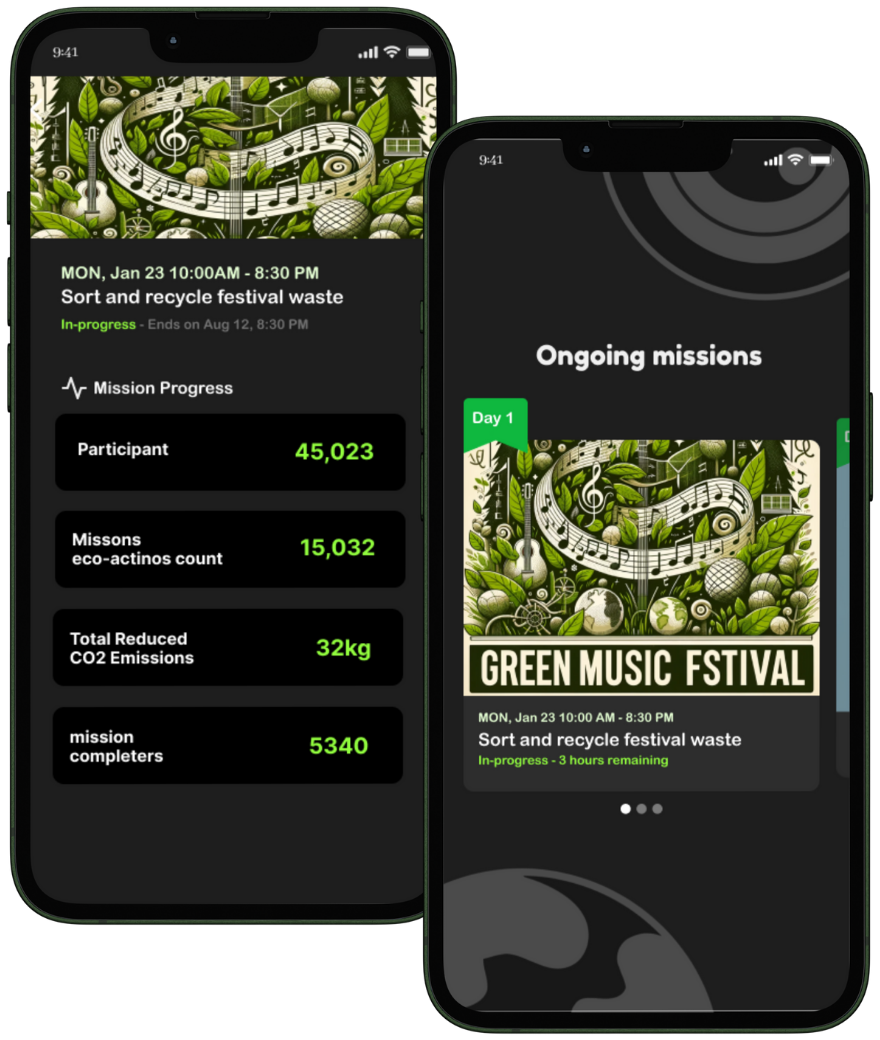 9:41
MON, Jan 23 10:00AM - 8:30 PM
Sort and recycle festival waste
In-progress - Ends on Aug 12, 8:30 PM
Mission Progress
Participant 45,023
Missons
eco-actinos count 15,032
Total Reduced
CO2 Emissions 32kg
mission
completers 5340
9:41
Ongoing missions
Day 1
GREEN MUSIC FSTIVAL
MON, Jan 23 10:00 AM - 8:30 PM
Sort and recycle festival waste
In-progress - 3 hours remaining